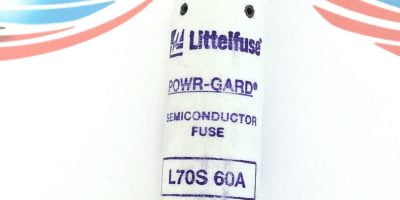 Littelfuse®
POWR-GARD®
SEMICONDUCTOR
FUSE
L70S 60A